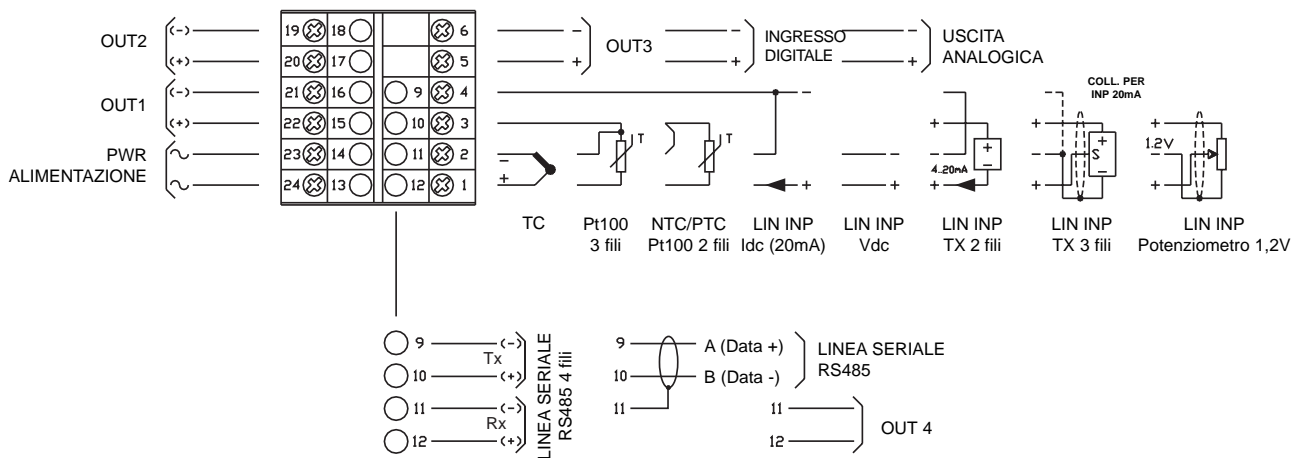 OUT2 (-) 19 18 6 - OUT3 - INGRESSO DIGITALE - USCITA ANALOGICA
(+) 20 17 5 + + +
OUT1 (-) 21 16 9 4 -
(+) 22 15 10 3
PWR ALIMENTAZIONE 23 14 11 2 -
24 13 12 1 +
COLL. PER
INP 20mA
T
T
- +
- +
+ + -
4..20mA +
+ + S -
+
+ 1.2V
+
TC
Pt100
3 fili
NTC/PTC
Pt100 2 fili
LIN INP
Idc (20mA)
LIN INP
Vdc
LIN INP
TX 2 fili
LIN INP
TX 3 fili
LIN INP
Potenziometro 1,2V
9 (-)
Tx
10 (+)
11 (-)
Rx
12 (+)
LINEA SERIALE
RS485 4 fili
9 A (Data +)
10 B (Data -)
11
LINEA SERIALE
RS485
11
12
OUT 4